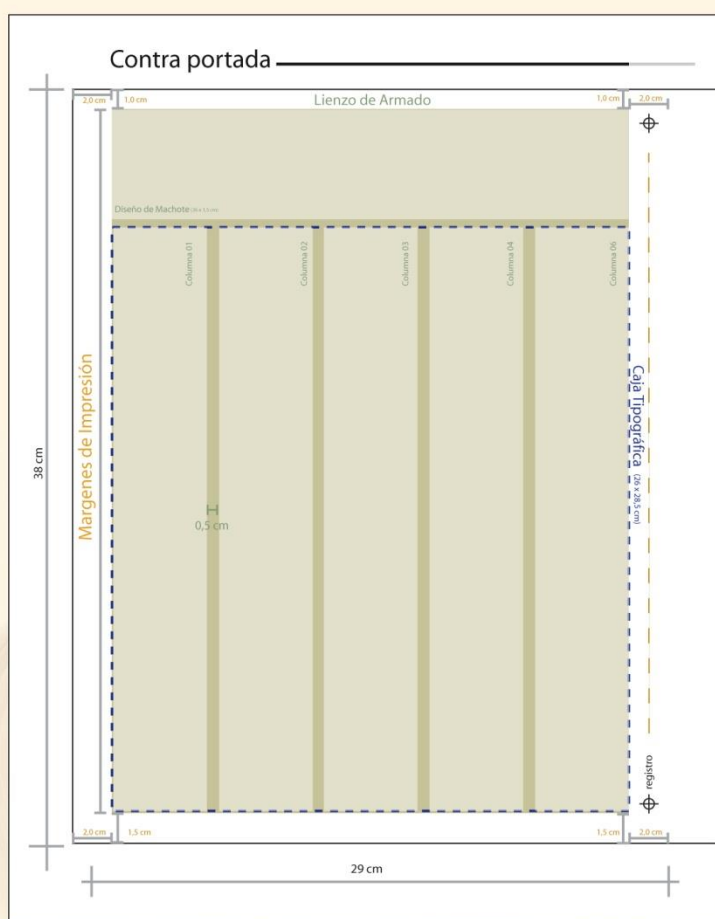 Contra portada
2,0 cm
1,0 cm
Lienzo de Armado
1,0 cm
2,0 cm
Diseño de Machote
Columna 01
Columna 02
Columna 03
Columna 04
Columna 06
Margenes de Impresión
Caja Tipográfica (26 x 28,5 cm)
38 cm
0,5 cm
registro
2,0 cm
1,5 cm
1,5 cm
2,0 cm
29 cm